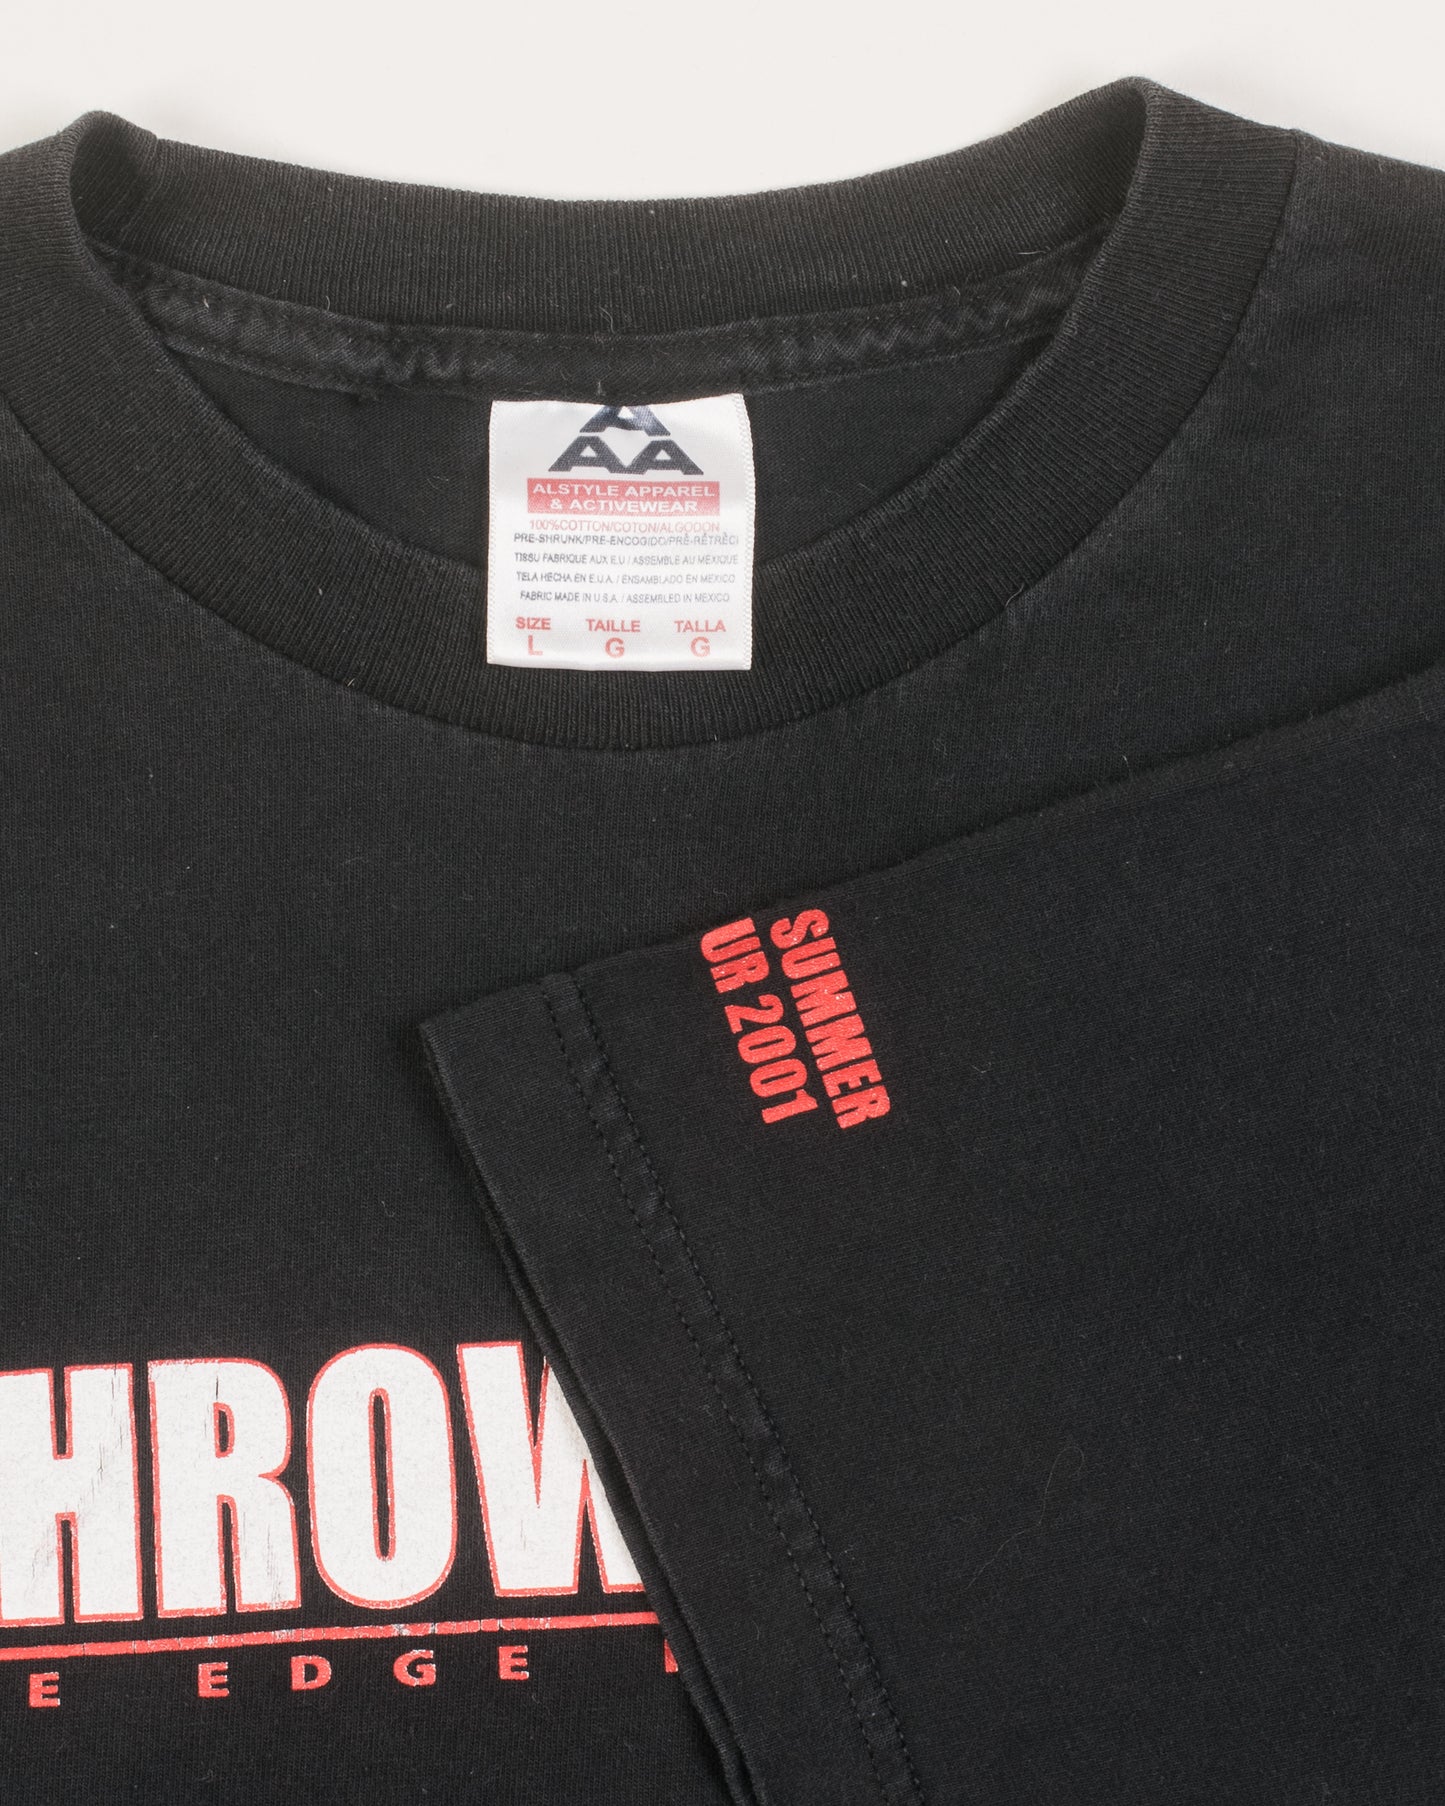 A
AA
ALSTYLE APPAREL
& ACTIVEWEAR
100%COTTON/COTON/ALGODON
PRE-SHRUNK/PRE-ENCOGIDO/PRÉ-RÉTRÉCI
TISSU FABRIQUE AUX E.U / ASSEMBLE AU MEXIQUE
TELA HECHA EN E.U.A. / ENSAMBLADO EN MEXICO
FABRIC MADE IN U.S.A. / ASSEMBLED IN MEXICO
SIZE TAILLE TALLA
L G G
SUMMER
UR 2001
HROW
E EDGE